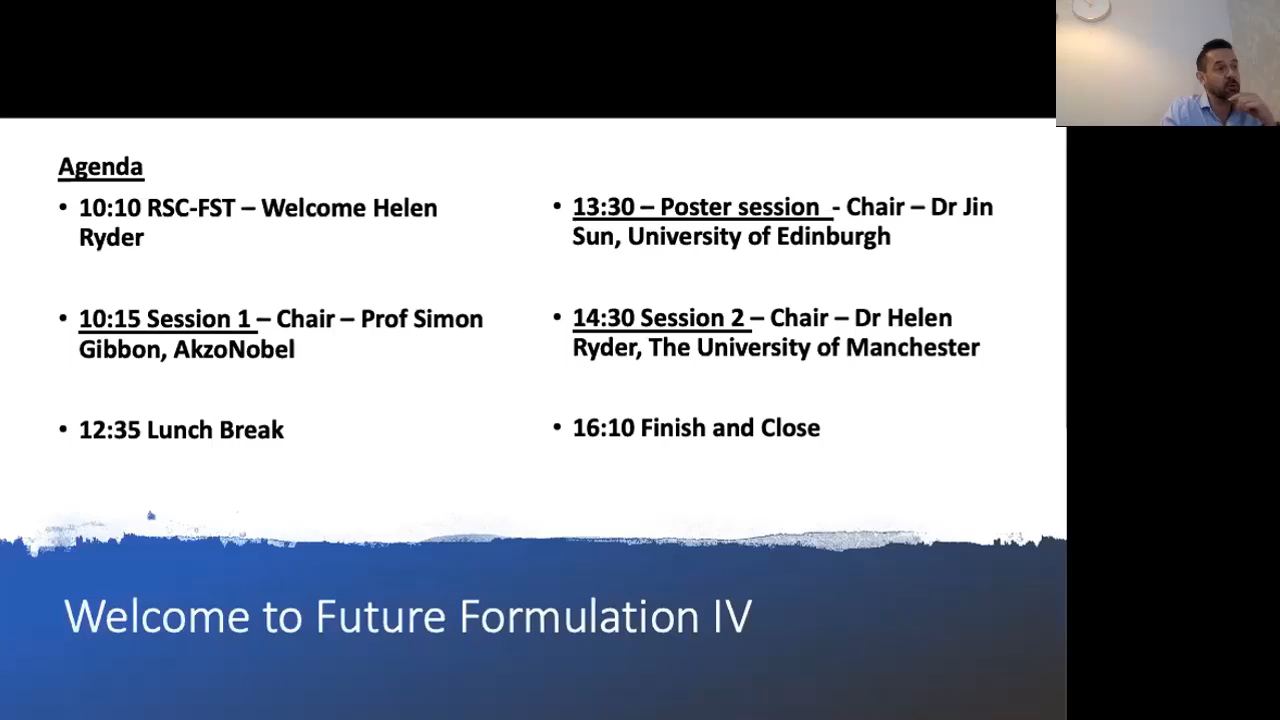 Agenda
• 10:10 RSC-FST – Welcome Helen
Ryder
• 10:15 Session 1 – Chair – Prof Simon
Gibbon, AkzoNobel
• 12:35 Lunch Break
• 13:30 – Poster session - Chair – Dr Jin
Sun, University of Edinburgh
• 14:30 Session 2 – Chair – Dr Helen
Ryder, The University of Manchester
• 16:10 Finish and Close
Welcome to Future Formulation IV